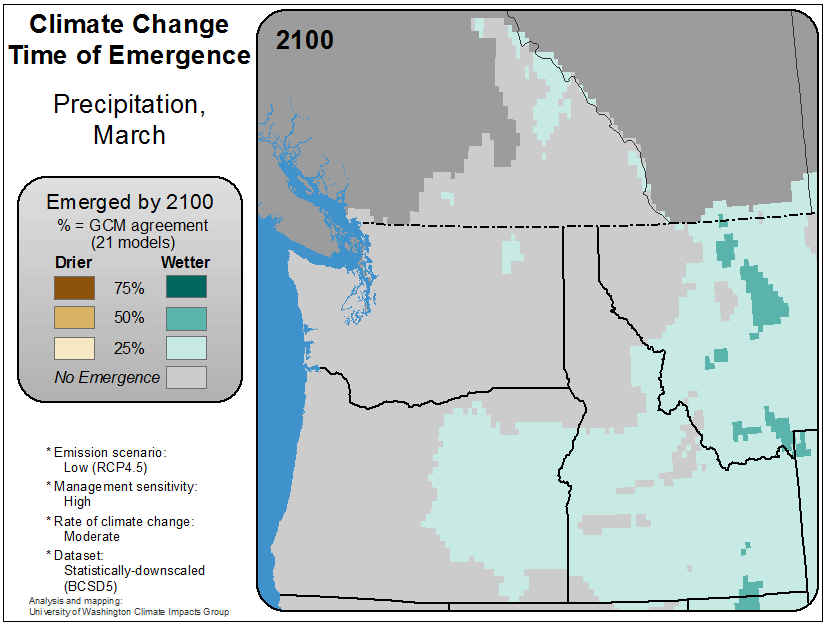 Climate Change
Time of Emergence
Precipitation,
March
Emerged by 2100
% = GCM agreement
(21 models)
Drier Wetter
75%
50%
25%
No Emergence
* Emission scenario:
Low (RCP4.5)
* Management sensitivity:
High
* Rate of climate change:
Moderate
* Dataset:
Statistically-downscaled
(BCSD5)
Analysis and mapping:
University of Washington Climate Impacts Group
2100